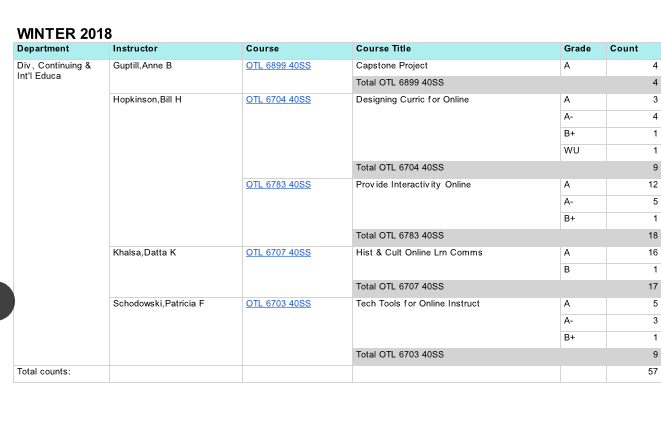 WINTER 2018
Department Instructor Course Course Title Grade Count
Div, Continuing & Guptill,Anne B OTL 6899 40SS Capstone Project A 4
Int'l Educa
Total OTL 6899 40SS 4
Hopkinson,Bill H OTL 6704 40SS Designing Curric for Online A 3
A- 4
B+ 1
WU 1
Total OTL 6704 40SS 9
OTL 6783 40SS Provide Interactivity Online A 12
A- 5
B+ 1
Total OTL 6783 40SS 18
Khalsa,Datta K OTL 6707 40SS Hist & Cult Online Lrn Comms A 16
B 1
Total OTL 6707 40SS 17
Schodowski,Patricia F OTL 6703 40SS Tech Tools for Online Instruct A 5
A- 3
B+ 1
Total OTL 6703 40SS 9
Total counts: 57